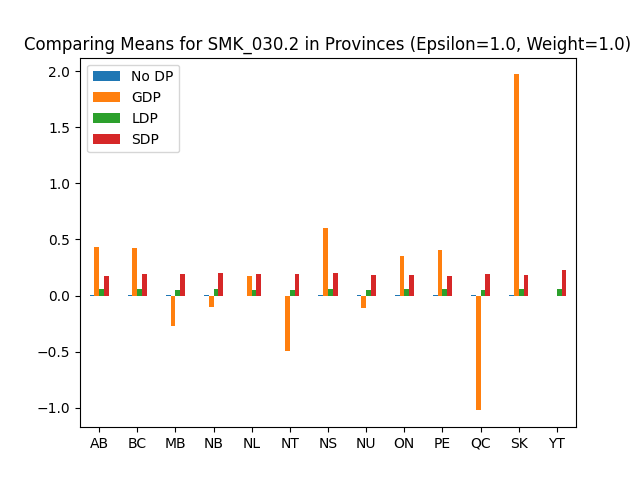 Comparing Means for SMK_030.2 in Provinces (Epsilon=1.0, Weight=1.0)
2.0
1.5
1.0
0.5
0.0
−0.5
−1.0
No DP
GDP
LDP
SDP
AB BC MB NB NL NT NS NU ON PE QC SK YT